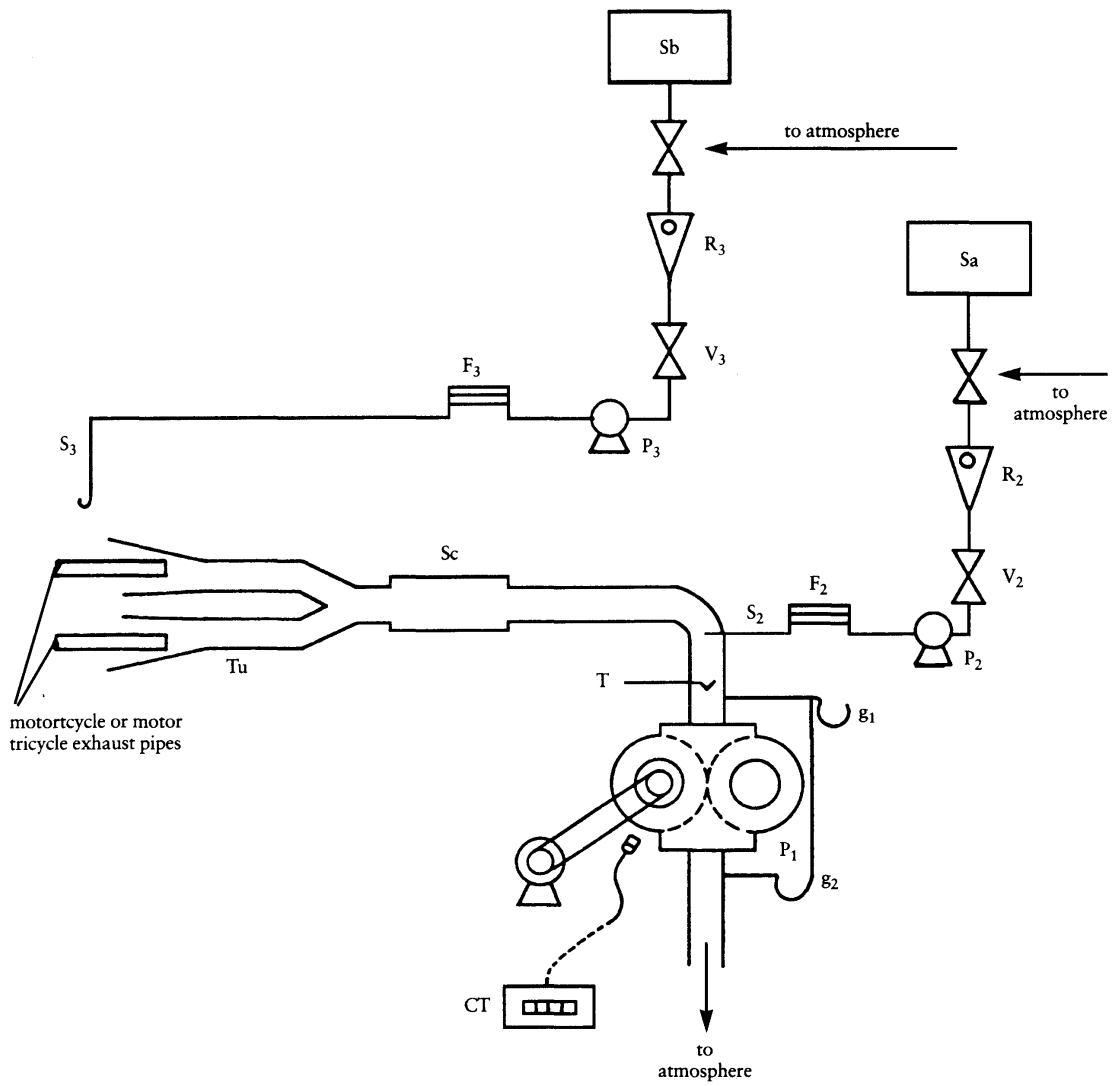 Sb
to atmosphere
R3
Sa
V3
F3
to
atmosphere
S3
P3
R2
Sc
F2
V2
S2
P2
Tu
T
g1
motortcycle or motor
tricycle exhaust pipes
P1
g2
CT
to
atmosphere